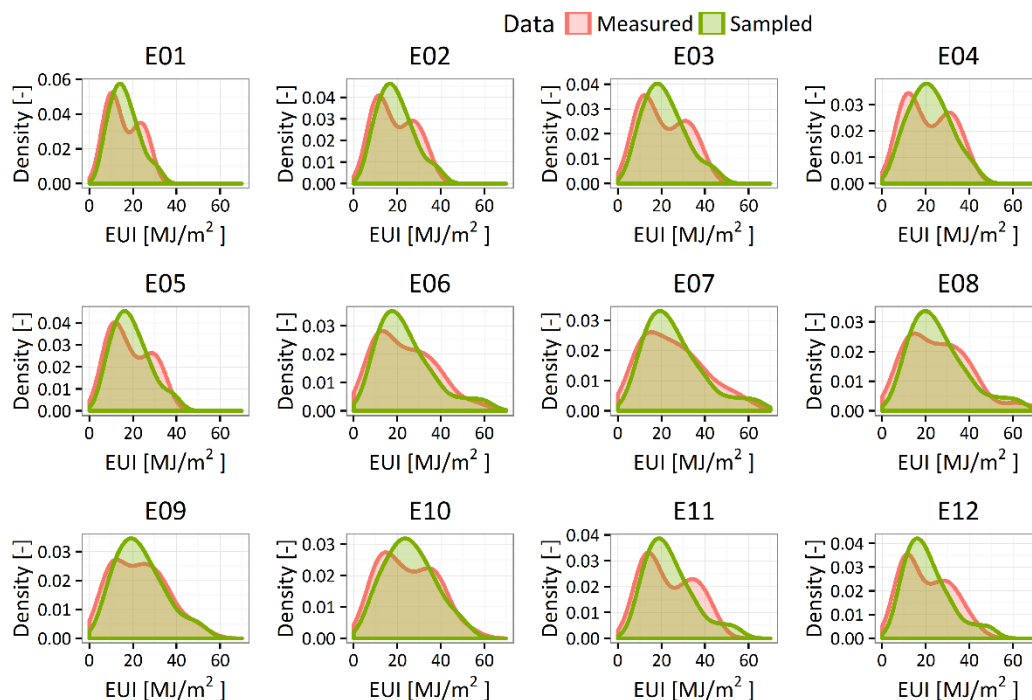 Data Measured Sampled
E01 E02 E03 E04
Density [-] Density [-] Density [-] Density [-]
0.06 0.04 0.02 0.00
0.04 0.03 0.02 0.01 0.00
0.04 0.03 0.02 0.01 0.00
0.03 0.02 0.01 0.00
0 20 40 60 0 20 40 60 0 20 40 60 0 20 40 60
EUI [MJ/m² ] EUI [MJ/m² ] EUI [MJ/m² ] EUI [MJ/m² ]
E05 E06 E07 E08
Density [-] Density [-] Density [-] Density [-]
0.04 0.03 0.02 0.01 0.00
0.03 0.02 0.01 0.00
0.03 0.02 0.01 0.00
0.03 0.02 0.01 0.00
0 20 40 60 0 20 40 60 0 20 40 60 0 20 40 60
EUI [MJ/m² ] EUI [MJ/m² ] EUI [MJ/m² ] EUI [MJ/m² ]
E09 E10 E11 E12
Density [-] Density [-] Density [-] Density [-]
0.03 0.02 0.01 0.00
0.03 0.02 0.01 0.00
0.04 0.03 0.02 0.01 0.00
0.04 0.03 0.02 0.01 0.00
0 20 40 60 0 20 40 60 0 20 40 60 0 20 40 60
EUI [MJ/m² ] EUI [MJ/m² ] EUI [MJ/m² ] EUI [MJ/m² ]